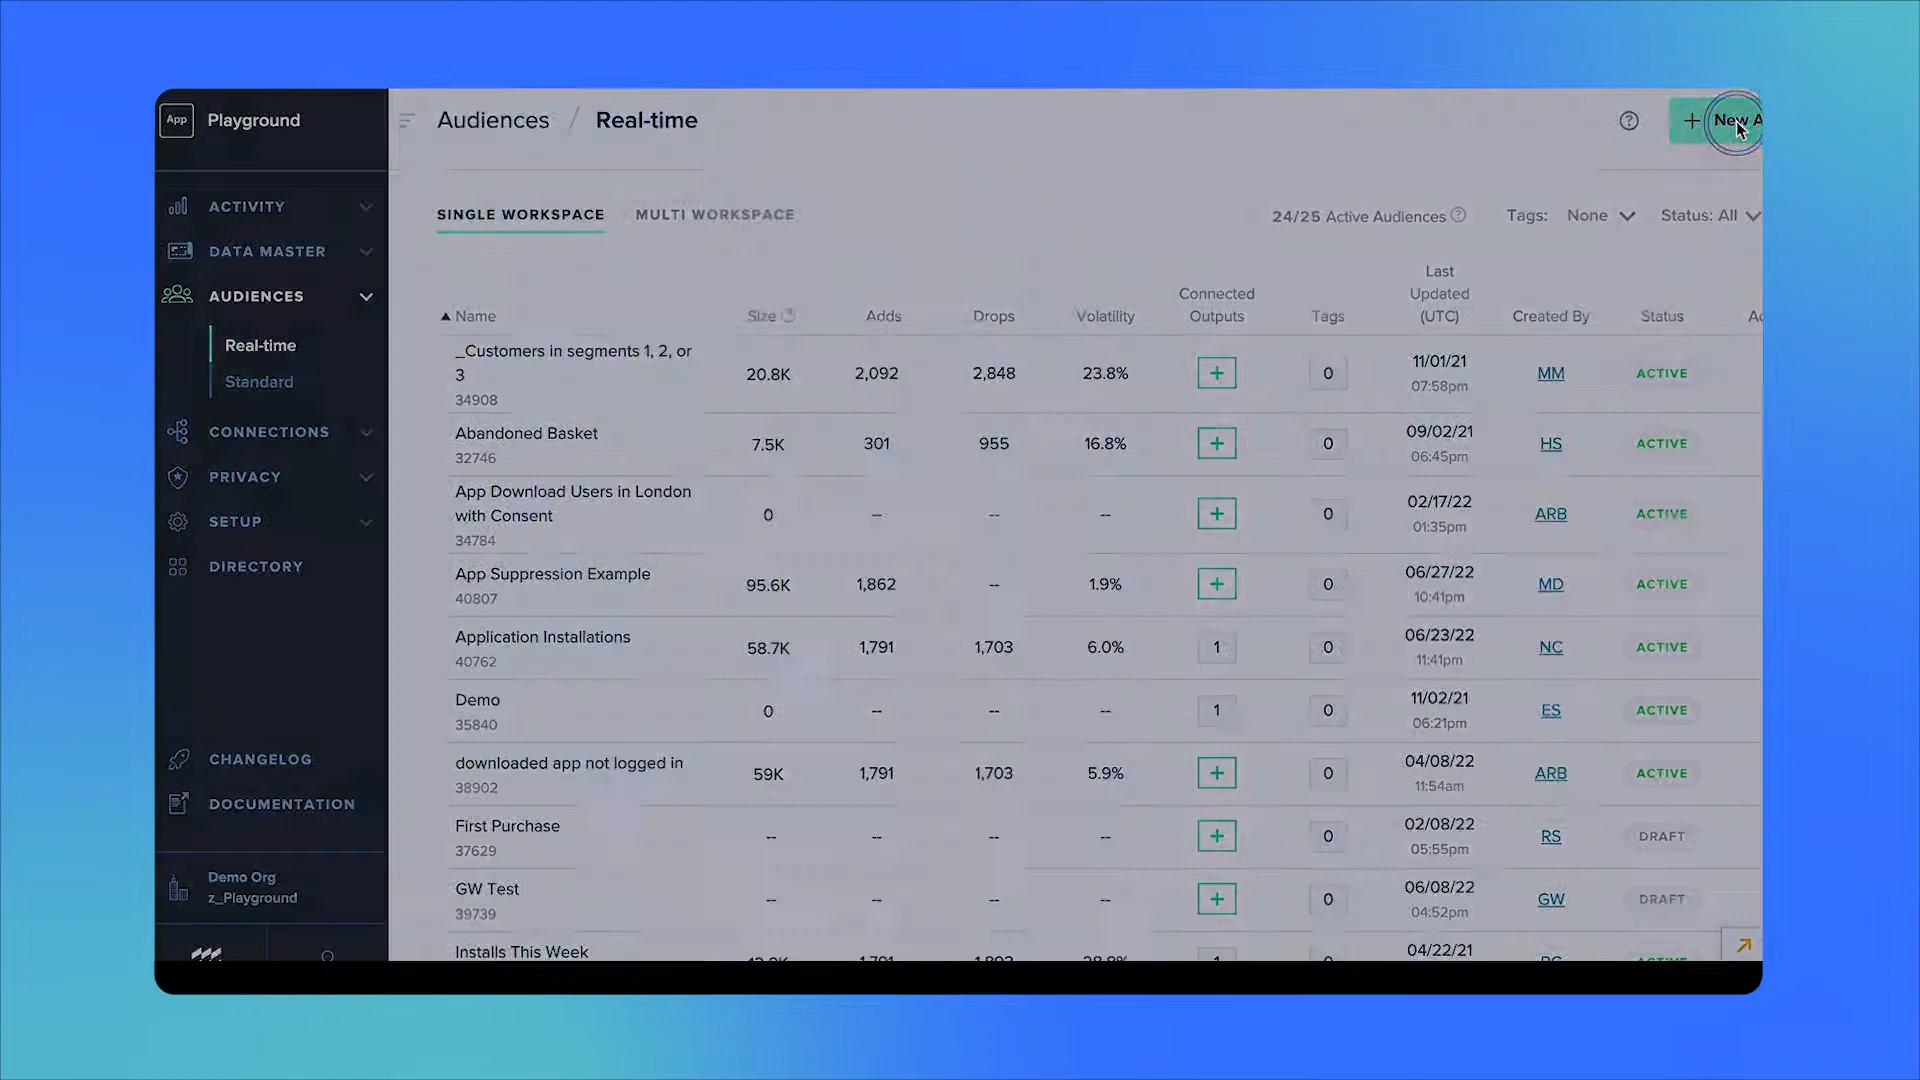 App
Playground
Audiences / Real-time
+ New A
ACTIVITY
DATA MASTER
AUDIENCES
Real-time
Standard
CONNECTIONS
PRIVACY
SETUP
DIRECTORY
CHANGELOG
DOCUMENTATION
Demo Org
z_Playground
SINGLE WORKSPACE MULTI WORKSPACE
24/25 Active Audiences Tags: None Status: All
Name Size Adds Drops Volatility Connected Outputs Tags Last Updated (UTC) Created By Status Ac
_Customers in segments 1, 2, or
3 20.8K 2,092 2,848 23.8% + 0 11/01/21 07:58pm MM ACTIVE
34908
Abandoned Basket 7.5K 301 955 16.8% + 0 09/02/21 06:45pm HS ACTIVE
32746
App Download Users in London
with Consent 0 -- -- -- + 0 02/17/22 01:35pm ARB ACTIVE
34784
App Suppression Example 95.6K 1,862 -- 1.9% + 0 06/27/22 10:41pm MD ACTIVE
40807
Application Installations 58.7K 1,791 1,703 6.0% 1 0 06/23/22 11:41pm NC ACTIVE
40762
Demo 0 -- -- -- 1 0 11/02/21 06:21pm ES ACTIVE
35840
downloaded app not logged in 59K 1,791 1,703 5.9% + 0 04/08/22 11:54am ARB ACTIVE
38902
First Purchase -- -- -- -- + 0 02/08/22 05:55pm RS DRAFT
37629
GW Test -- -- -- -- + 0 06/08/22 04:52pm GW DRAFT
39739
Installs This Week 04/22/21